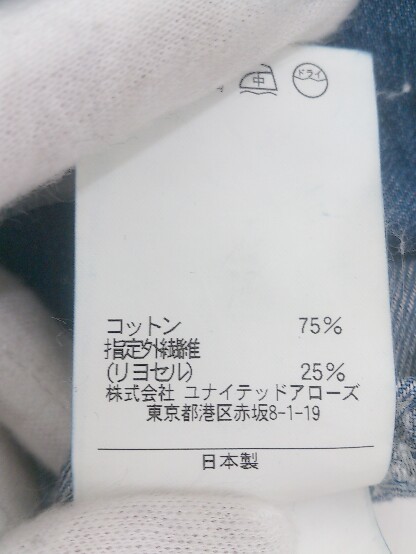 中 ドライ
コットン 75%
指定外繊維
(リヨセル) 25%
株式会社 ユナイテッドアローズ
東京都港区赤坂8-1-19
日本製